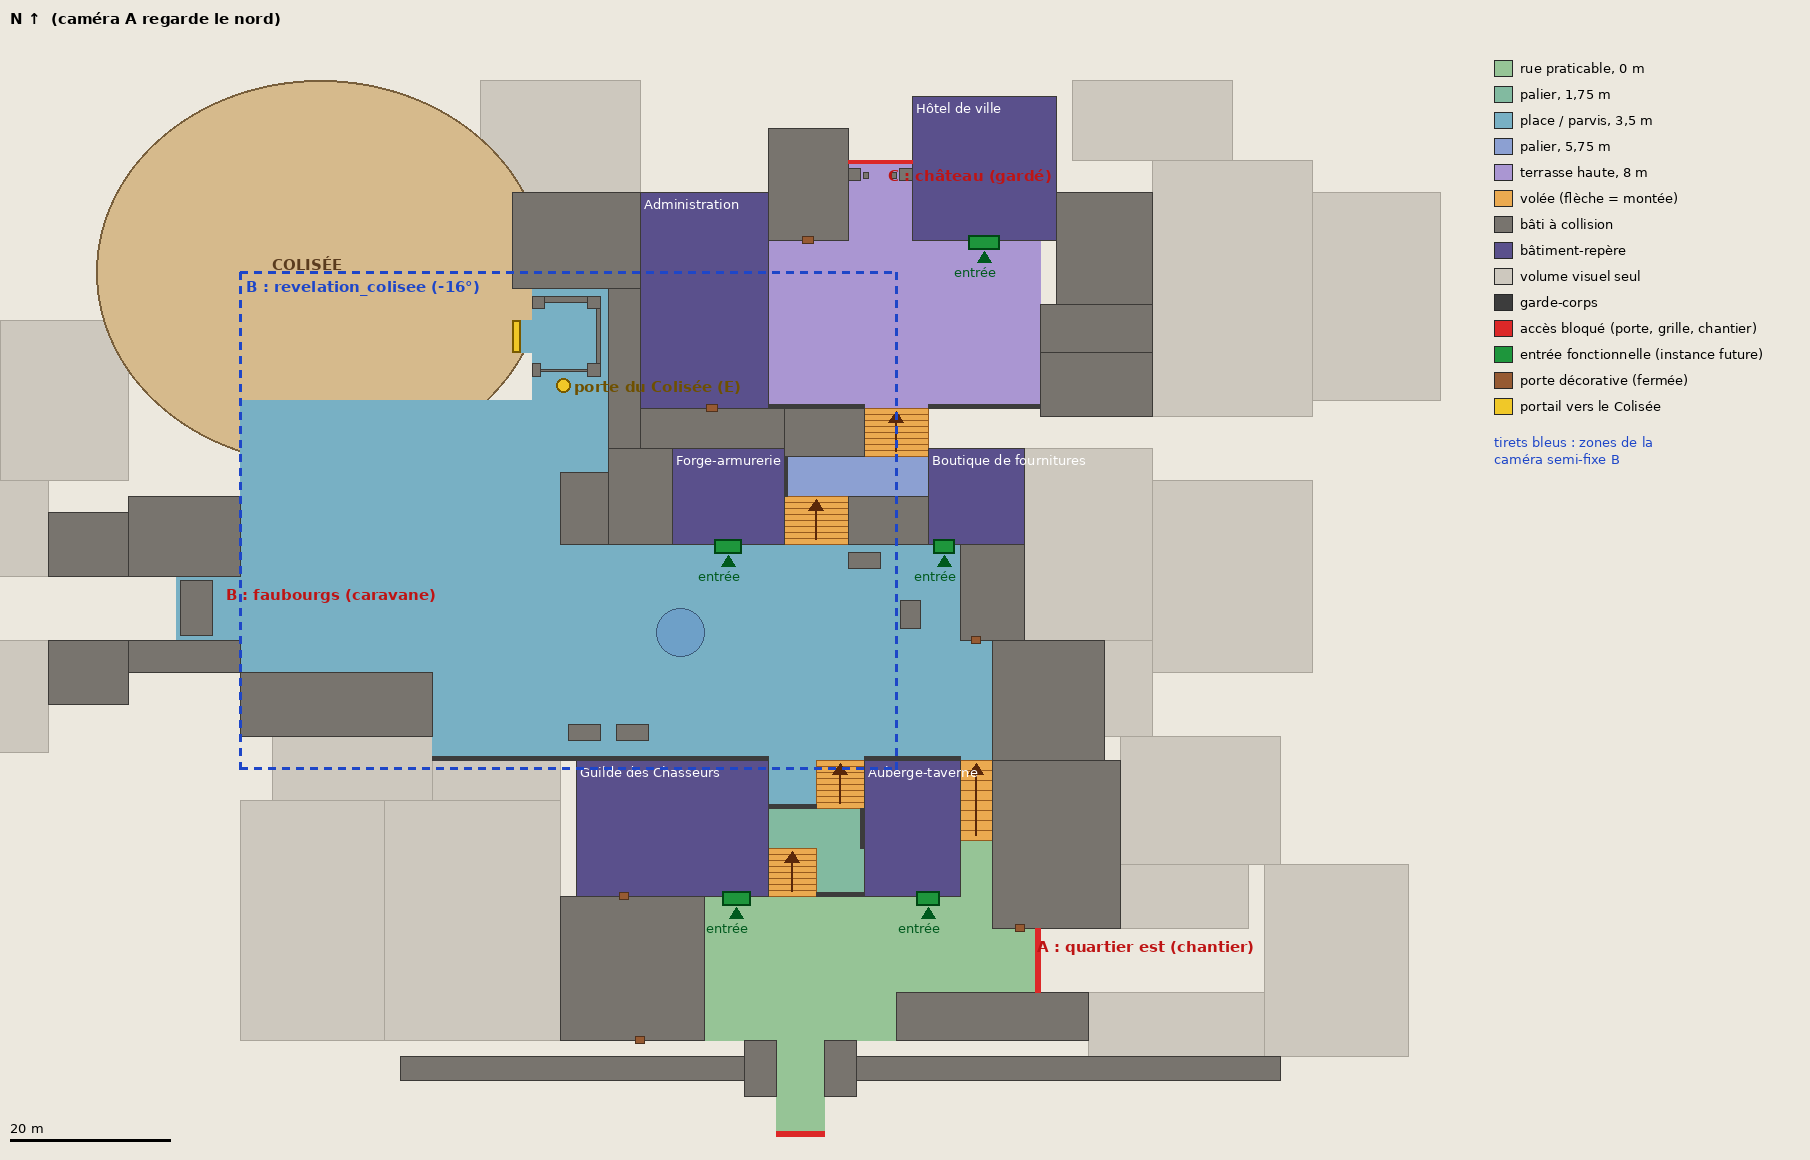 N ↑ (caméra A regarde le nord)
Hôtel de ville
C : château (gardé)
Administration
entrée
COLISÉE
B : revelation_colisee (-16°)
porte du Colisée (E)
Forge-armurerie
Boutique de fournitures
entrée
entrée
B : faubourgs (caravane)
Guilde des Chasseurs
Auberge-taverne
entrée
entrée
A : quartier est (chantier)
20 m
rue praticable, 0 m
palier, 1,75 m
place / parvis, 3,5 m
palier, 5,75 m
terrasse haute, 8 m
volée (flèche = montée)
bâti à collision
bâtiment-repère
volume visuel seul
garde-corps
accès bloqué (porte, grille, chantier)
entrée fonctionnelle (instance future)
porte décorative (fermée)
portail vers le Colisée
tirets bleus : zones de la
caméra semi-fixe B